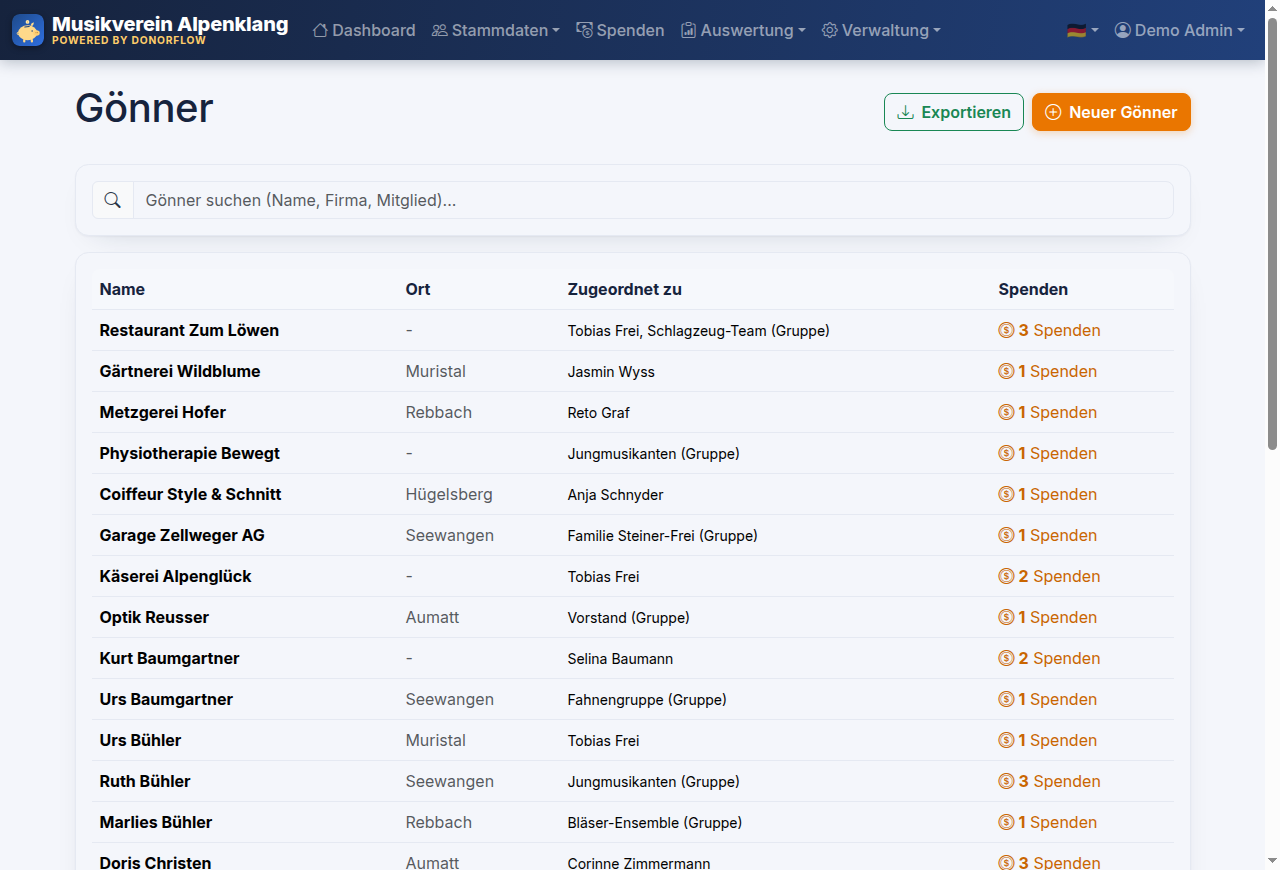 Musikverein Alpenklang
POWERED BY DONORFLOW
Dashboard Stammdaten Spenden Auswertung Verwaltung Demo Admin
Gönner
Exportieren Neuer Gönner
Gönner suchen (Name, Firma, Mitglied)...
Name Ort Zugeordnet zu Spenden
Restaurant Zum Löwen - Tobias Frei, Schlagzeug-Team (Gruppe) 3 Spenden
Gärtnerei Wildblume Muristal Jasmin Wyss 1 Spenden
Metzgerei Hofer Rebbach Reto Graf 1 Spenden
Physiotherapie Bewegt - Jungmusikanten (Gruppe) 1 Spenden
Coiffeur Style & Schnitt Hügelsberg Anja Schnyder 1 Spenden
Garage Zellweger AG Seewangen Familie Steiner-Frei (Gruppe) 1 Spenden
Käserei Alpenglück - Tobias Frei 2 Spenden
Optik Reusser Aumatt Vorstand (Gruppe) 1 Spenden
Kurt Baumgartner - Selina Baumann 2 Spenden
Urs Baumgartner Seewangen Fahnengruppe (Gruppe) 1 Spenden
Urs Bühler Muristal Tobias Frei 1 Spenden
Ruth Bühler Seewangen Jungmusikanten (Gruppe) 3 Spenden
Marlies Bühler Rebbach Bläser-Ensemble (Gruppe) 1 Spenden
Doris Christen Aumatt Corinne Zimmermann 3 Spenden